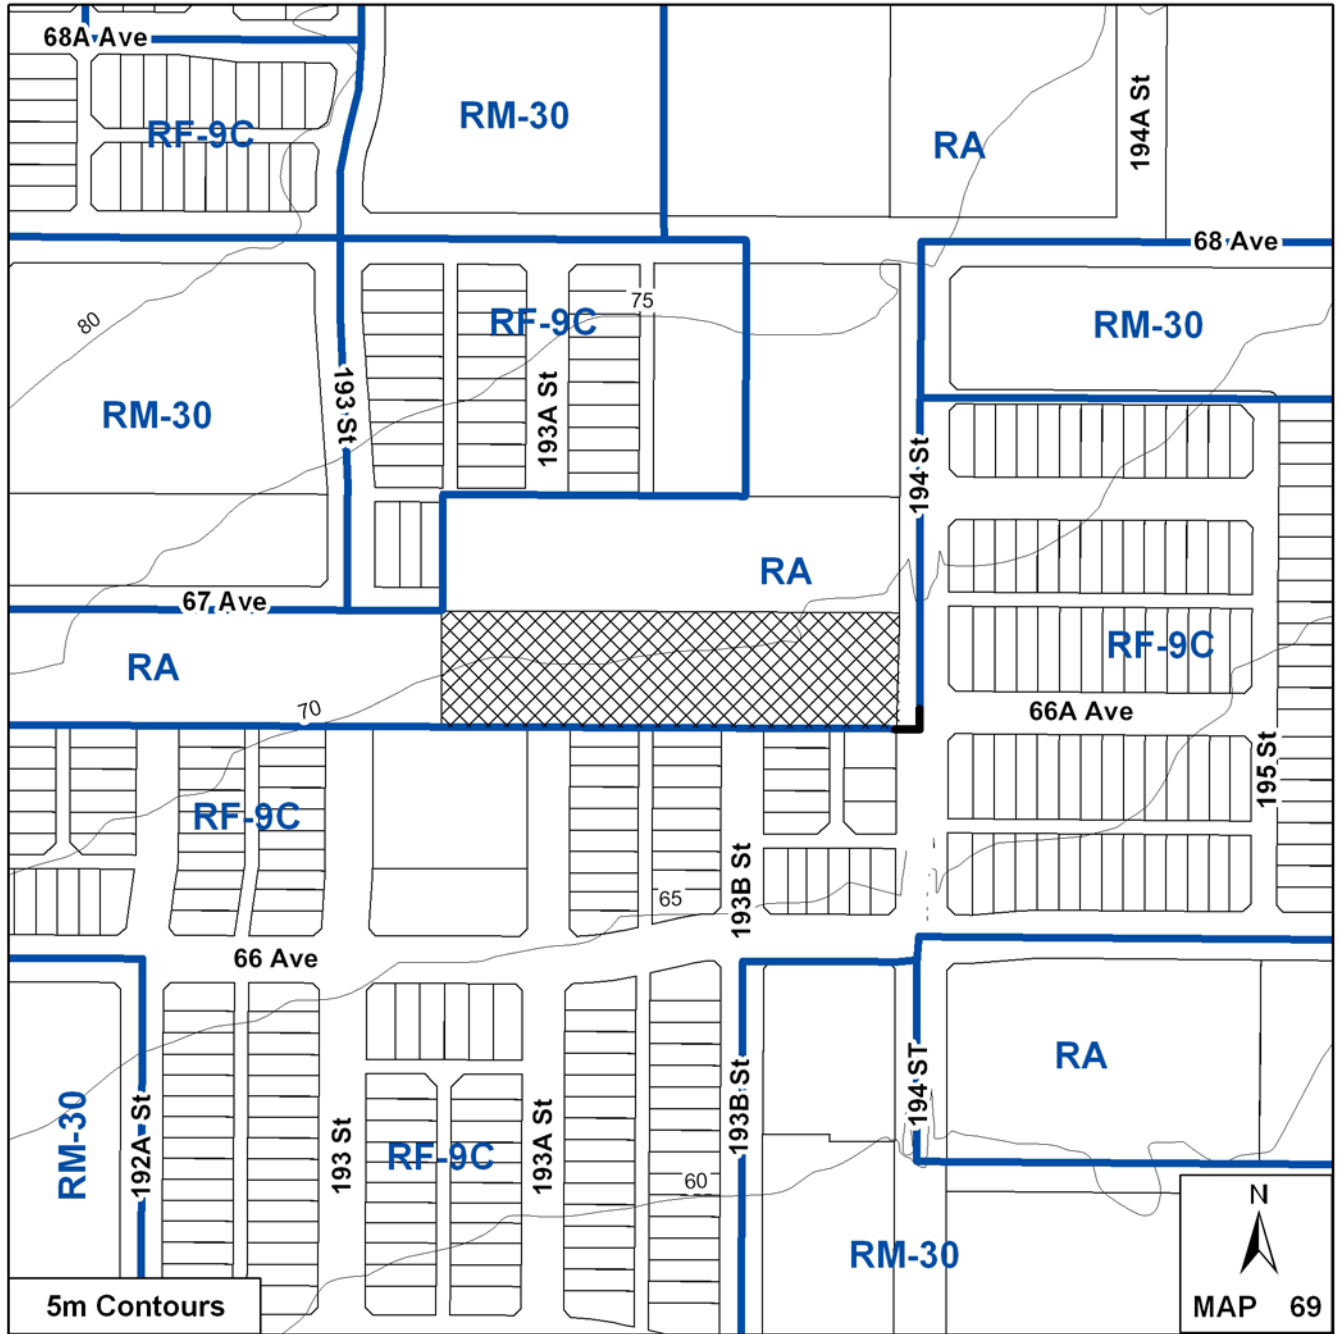 68A Ave
RM-30
RF-9C
RA
194A St
68 Ave
80
75
RF-9C
RM-30
RM-30
193 St
193A St
194 St
RA
67 Ave
RA
RF-9C
70
66A Ave
195 St
RF-9C
65
193B St
66 Ave
RM-30
192A St
193 St
RF-9C
193A St
193B St
60
194 ST
RA
RM-30
N
5m Contours
MAP 69